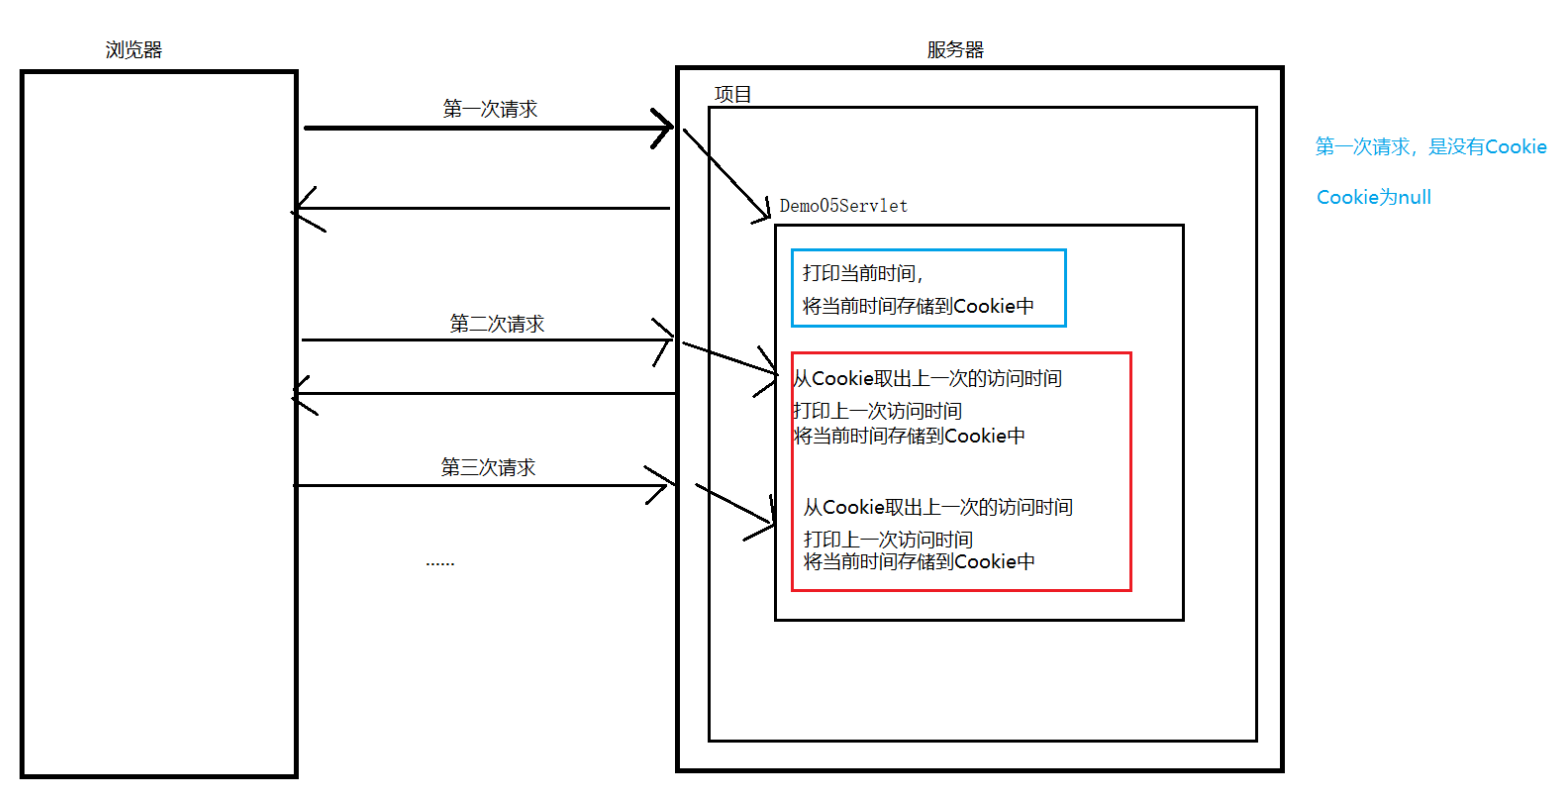 浏览器
服务器
项目
第一次请求
第一次请求，是没有Cookie
Cookie为null
Demo05Servlet
打印当前时间，
将当前时间存储到Cookie中
第二次请求
从Cookie取出上一次的访问时间
打印上一次访问时间
将当前时间存储到Cookie中
第三次请求
从Cookie取出上一次的访问时间
打印上一次访问时间
将当前时间存储到Cookie中
......